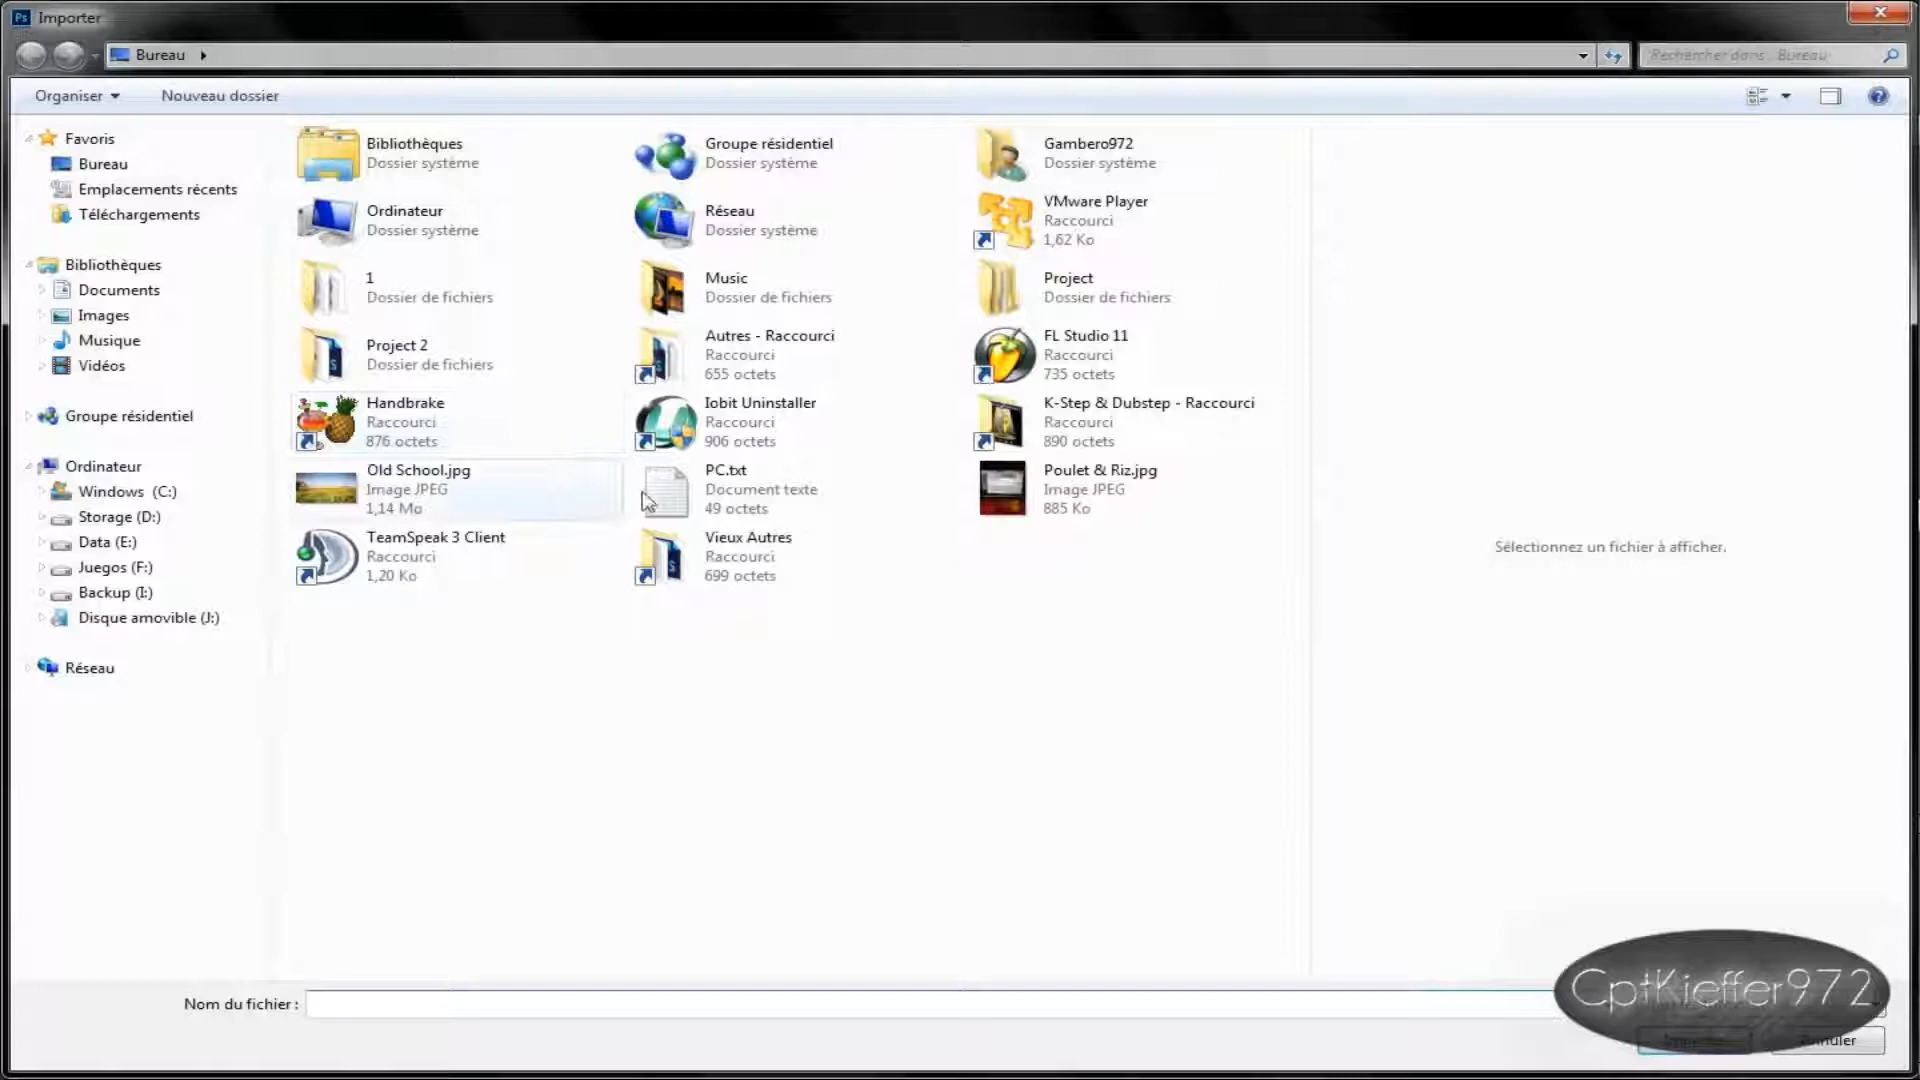 Ps Importer
Bureau
Rechercher dans : Bureau
Organiser
Nouveau dossier
Favoris
Bureau
Emplacements récents
Téléchargements
Bibliothèques
Documents
Images
Musique
Vidéos
Groupe résidentiel
Ordinateur
Windows (C:)
Storage (D:)
Data (E:)
Juegos (F:)
Backup (I:)
Disque amovible (J:)
Réseau
Bibliothèques
Dossier système
Groupe résidentiel
Dossier système
Gambero972
Dossier système
Ordinateur
Dossier système
Réseau
Dossier système
VMware Player
Raccourci
1,62 Ko
1
Dossier de fichiers
Music
Dossier de fichiers
Project
Dossier de fichiers
Project 2
Dossier de fichiers
Autres - Raccourci
Raccourci
655 octets
FL Studio 11
Raccourci
735 octets
Handbrake
Raccourci
876 octets
Iobit Uninstaller
Raccourci
906 octets
K-Step & Dubstep - Raccourci
Raccourci
890 octets
Old School.jpg
Image JPEG
1,14 Mo
PC.txt
Document texte
49 octets
Poulet & Riz.jpg
Image JPEG
885 Ko
TeamSpeak 3 Client
Raccourci
1,20 Ko
Vieux Autres
Raccourci
699 octets
Sélectionnez un fichier à afficher.
Nom du fichier :
CptKieffer972